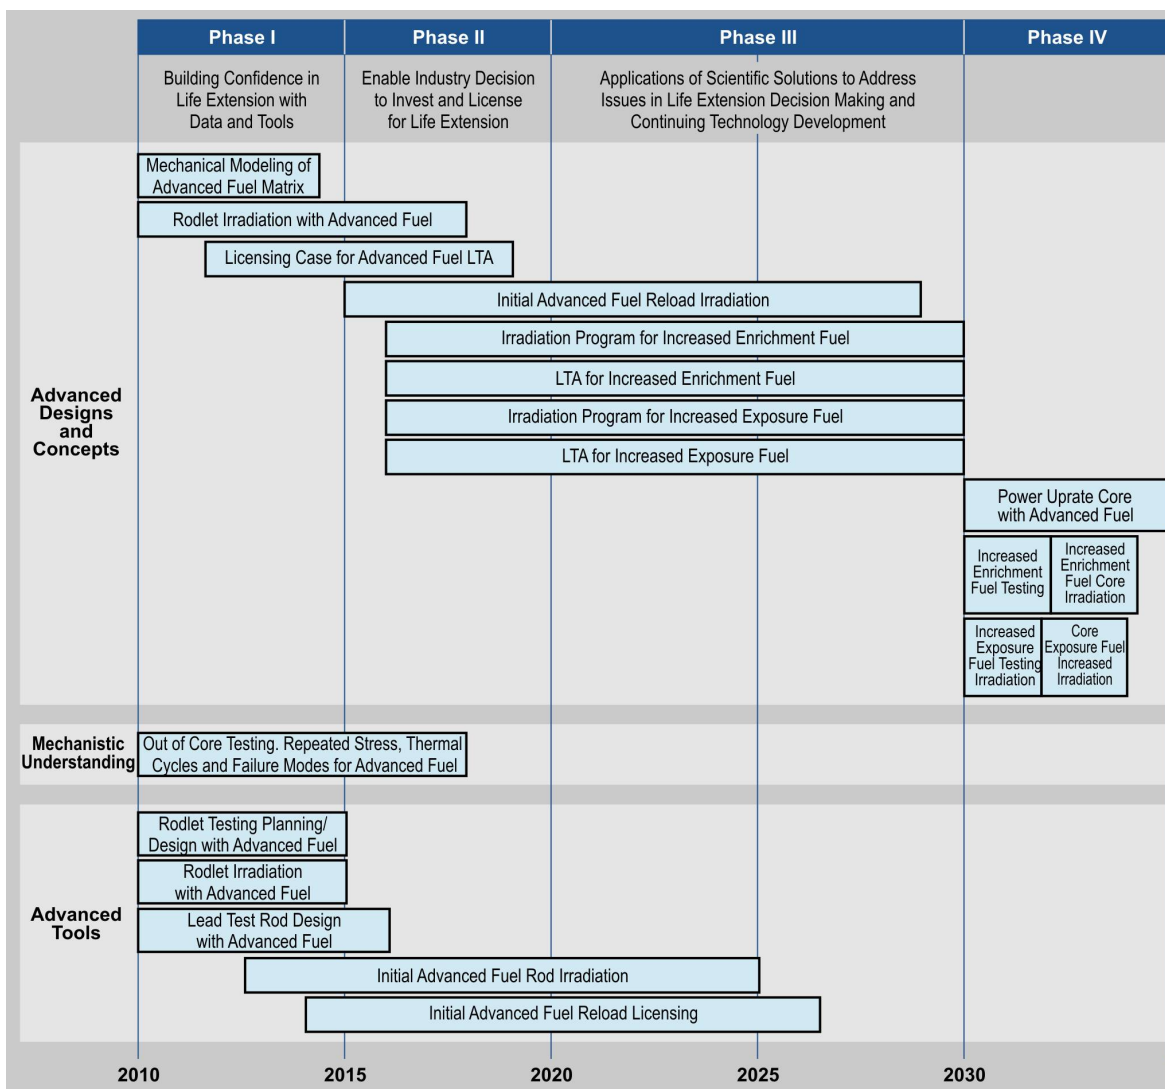 Phase I
Phase II
Phase III
Phase IV
Building Confidence in
Life Extension with
Data and Tools
Enable Industry Decision
to Invest and License
for Life Extension
Applications of Scientific Solutions to Address
Issues in Life Extension Decision Making and
Continuing Technology Development
Advanced
Designs
and
Concepts
Mechanical Modeling of
Advanced Fuel Matrix
Rodlet Irradiation with Advanced Fuel
Licensing Case for Advanced Fuel LTA
Initial Advanced Fuel Reload Irradiation
Irradiation Program for Increased Enrichment Fuel
LTA for Increased Enrichment Fuel
Irradiation Program for Increased Exposure Fuel
LTA for Increased Exposure Fuel
Power Uprate Core
with Advanced Fuel
Increased
Enrichment
Fuel Testing
Increased
Enrichment
Fuel Core
Irradiation
Increased
Exposure
Fuel Testing
Irradiation
Core
Exposure Fuel
Increased
Irradiation
Mechanistic
Understanding
Out of Core Testing. Repeated Stress, Thermal
Cycles and Failure Modes for Advanced Fuel
Advanced
Tools
Rodlet Testing Planning/
Design with Advanced Fuel
Rodlet Irradiation
with Advanced Fuel
Lead Test Rod Design
with Advanced Fuel
Initial Advanced Fuel Rod Irradiation
Initial Advanced Fuel Reload Licensing
2010
2015
2020
2025
2030